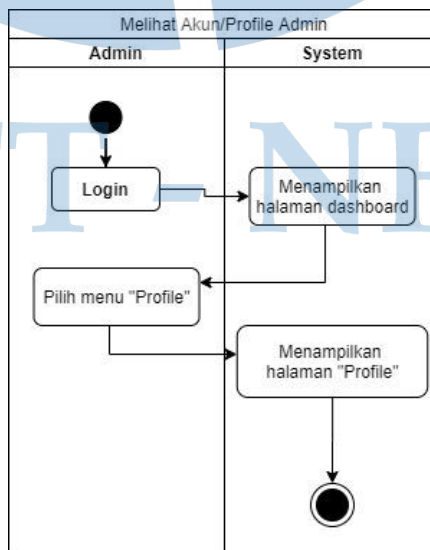 Melihat Akun/Profile Admin
Admin
System
Login
Menampilkan
halaman dashboard
Pilih menu "Profile"
Menampilkan
halaman "Profile"